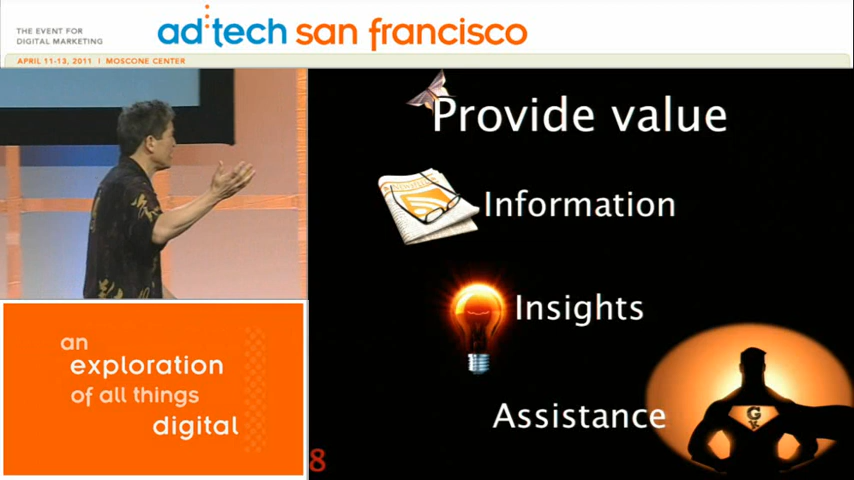 THE EVENT FOR
DIGITAL MARKETING
ad:tech san francisco
APRIL 11-13, 2011 | MOSCONE CENTER
Provide value
Information
Insights
Assistance
G
K
an
exploration
of all things
digital
8